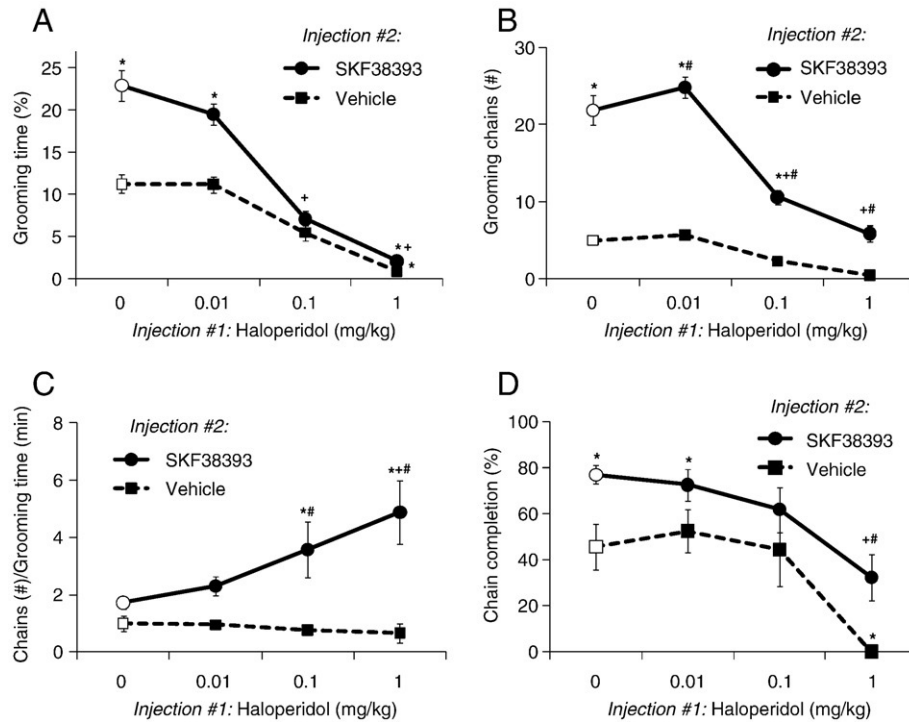 A
Injection #2:
SKF38393
Vehicle
Grooming time (%)
25
20
15
10
5
0
*
*
+
* +
*
0 0.01 0.1 1
Injection #1: Haloperidol (mg/kg)
B
Injection #2:
SKF38393
Vehicle
Grooming chains (#)
30
20
10
0
*
*#
*+#
+#
0 0.01 0.1 1
Injection #1: Haloperidol (mg/kg)
C
Injection #2:
SKF38393
Vehicle
Chains (#)/Grooming time (min)
8
6
4
2
0
*#
*+#
0 0.01 0.1 1
Injection #1: Haloperidol (mg/kg)
D
Injection #2:
SKF38393
Vehicle
Chain completion (%)
100
80
60
40
20
0
*
*
+#
*
0 0.01 0.1 1
Injection #1: Haloperidol (mg/kg)